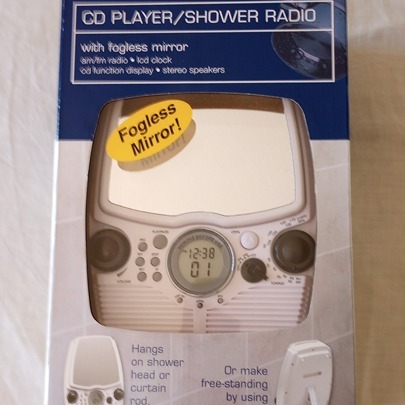 CD PLAYER/SHOWER RADIO
with fogless mirror
am/fm radio • lcd clock
cd function display • stereo speakers
Fogless
Mirror!
12:38
01
Hangs
on shower
head or
curtain
rod.
Or make
free-standing
by using